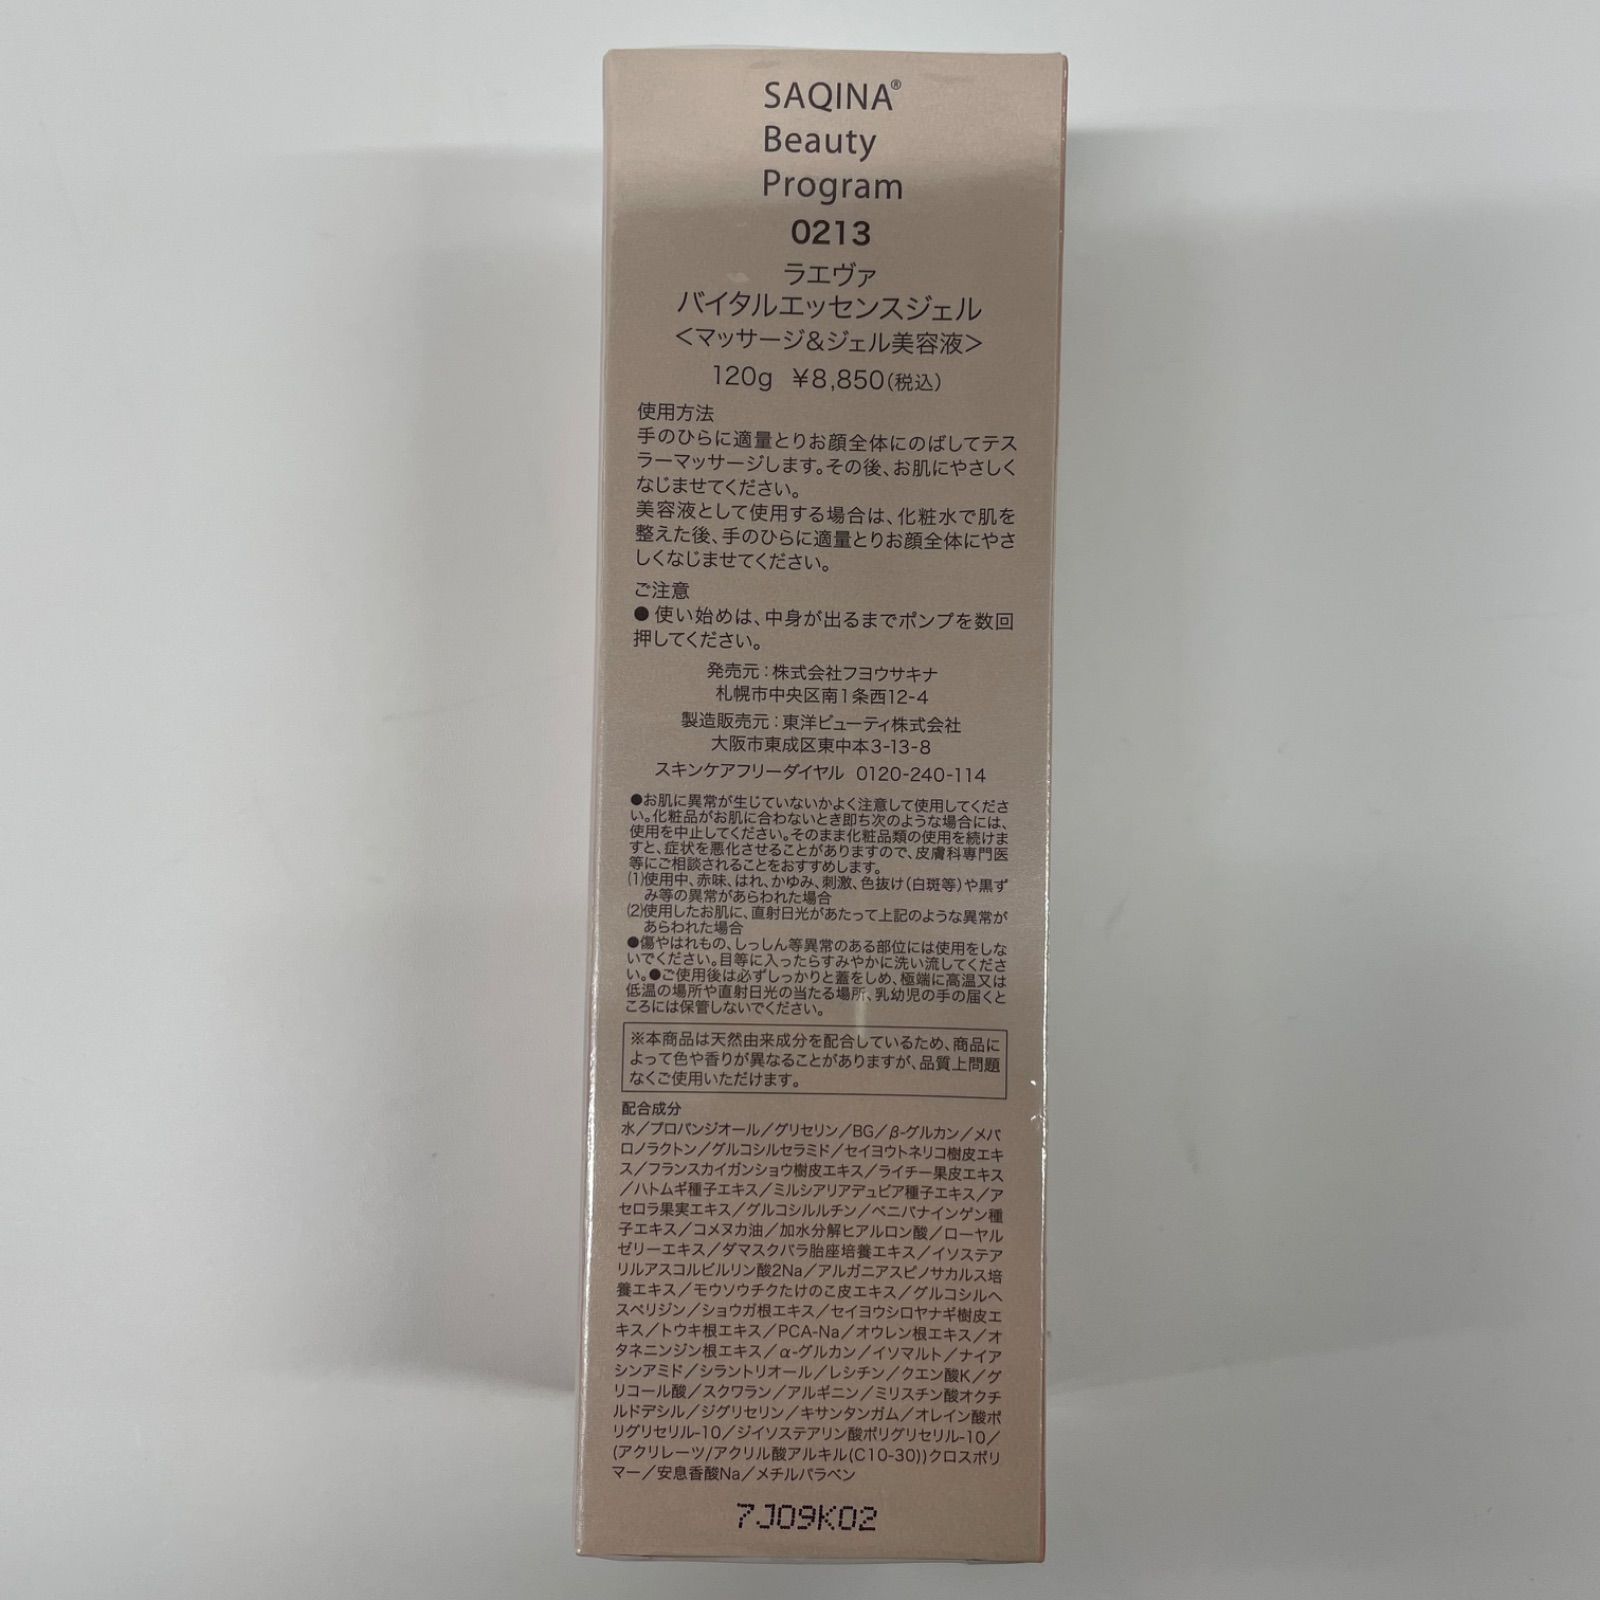 SAQINA®
Beauty
Program
0213
ラエヴァ
バイタルエッセンスジェル
＜マッサージ&ジェル美容液＞
120g ¥8,850(税込)
使用方法
手のひらに適量とりお顔全体にのばしてテス
ラーマッサージします。その後、お肌にやさしく
なじませてください。
美容液として使用する場合は、化粧水で肌を
整えた後、手のひらに適量とりお顔全体にやさ
しくなじませてください。
ご注意
●使い始めは、中身が出るまでポンプを数回
押してください。
発売元：株式会社フヨウサキナ
札幌市中央区南1条西12-4
製造販売元：東洋ビューティ株式会社
大阪市東成区東中本3-13-8
スキンケアフリーダイヤル 0120-240-114
●お肌に異常が生じていないかよく注意して使用してくださ
い。化粧品がお肌に合わないとき即ち次のような場合には、
使用を中止してください。そのまま化粧品類の使用を続けま
すと、症状を悪化させることがありますので、皮膚科専門医
等にご相談されることをおすすめします。
(1)使用中、赤味、はれ、かゆみ、刺激、色抜け(白斑等)や黒ず
み等の異常があらわれた場合
(2)使用したお肌に、直射日光があたって上記のような異常が
あらわれた場合
●傷やはれもの、しっしん等異常のある部位には使用をしな
いでください。目等に入ったらすみやかに洗い流してくださ
い。●ご使用後は必ずしっかりと蓋をしめ、極端に高温又は
低温の場所や直射日光の当たる場所、乳幼児の手の届くと
ころには保管しないでください。
※本商品は天然由来成分を配合しているため、商品に
よって色や香りが異なることがありますが、品質上問題
なくご使用いただけます。
配合成分
水／プロパンジオール／グリセリン／BG／β-グルカン／メバ
ロノラクトン／グルコシルセラミド／セイヨウトネリコ樹皮エキ
ス／フランスカイガンショウ樹皮エキス／ライチー果皮エキス
／ハトムギ種子エキス／ミルシアリアデュビア種子エキス／ア
セロラ果実エキス／グルコシルルチン／ベニバナインゲン種
子エキス／コメヌカ油／加水分解ヒアルロン酸／ローヤル
ゼリーエキス／ダマスクバラ胎座培養エキス／イソステア
リルアスコルビルリン酸2Na／アルガニアスピノサカルス培
養エキス／モウソウチクたけのこ皮エキス／グルコシルヘ
スペリジン／ショウガ根エキス／セイヨウシロヤナギ樹皮エ
キス／トウキ根エキス／PCA-Na／オウレン根エキス／オ
タネニンジン根エキス／α-グルカン／イソマルト／ナイア
シンアミド／シラントリオール／レシチン／クエン酸K／グ
リコール酸／スクワラン／アルギニン／ミリスチン酸オクチ
ルドデシル／ジグリセリン／キサンタンガム／オレイン酸ポ
リグリセリル-10／ジイソステアリン酸ポリグリセリル-10／
(アクリレーツ/アクリル酸アルキル(C10-30))クロスポリ
マー／安息香酸Na／メチルパラベン
7J09K02